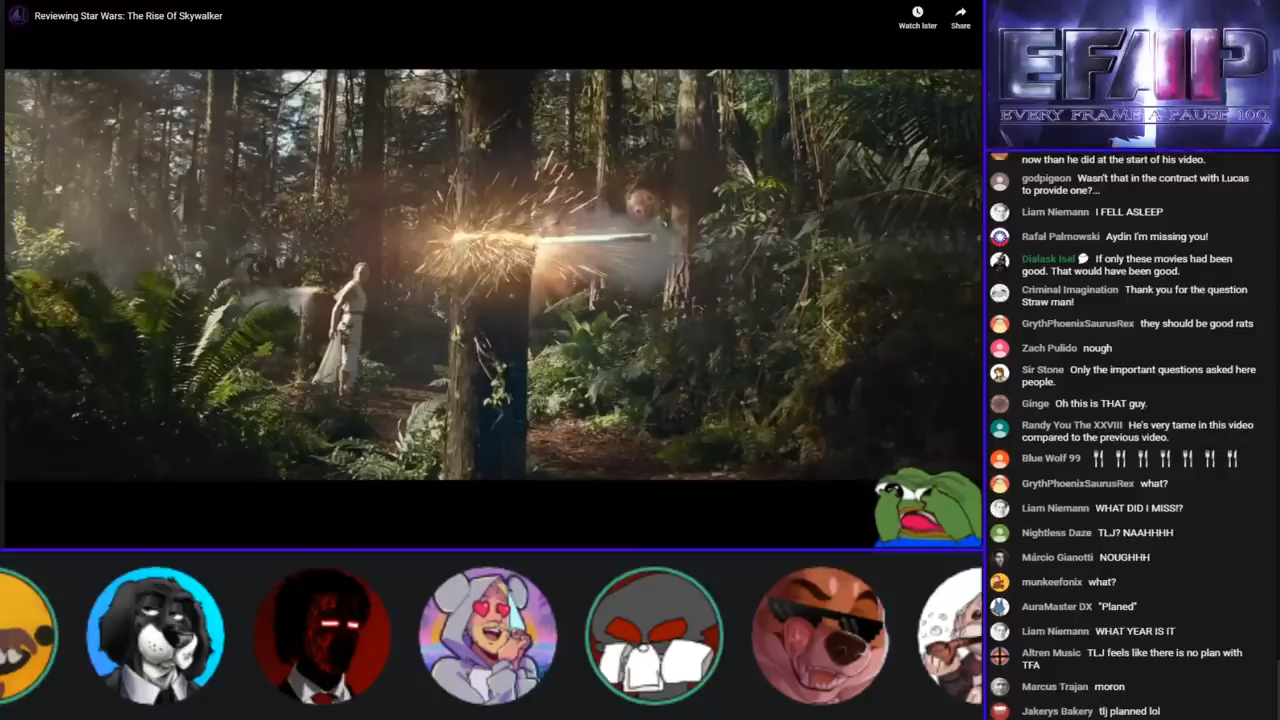 Reviewing Star Wars: The Rise Of Skywalker
Watch later
Share
EFAP
EVERY FRAME A PAUSE 100
now than he did at the start of his video.
godpigeon Wasn't that in the contract with Lucas
to provide one?...
Liam Niemann I FELL ASLEEP
Rafał Palmowski Aydin I'm missing you!
Dialask Isel If only these movies had been
good. That would have been good.
Criminal Imagination Thank you for the question
Straw man!
GrythPhoenixSaurusRex they should be good rats
Zach Pulido nough
Sir Stone Only the important questions asked here
people.
Ginge Oh this is THAT guy.
Randy You The XXVIII He's very tame in this video
compared to the previous video.
Blue Wolf 99
GrythPhoenixSaurusRex what?
Liam Niemann WHAT DID I MISS!?
Nightless Daze TLJ? NAAHHHH
Márcio Gianotti NOUGHHH
munkeefonix what?
AuraMaster DX "Planed"
Liam Niemann WHAT YEAR IS IT
Altren Music TLJ feels like there is no plan with
TFA
Marcus Trajan moron
Jakerys Bakery tlj planned lol